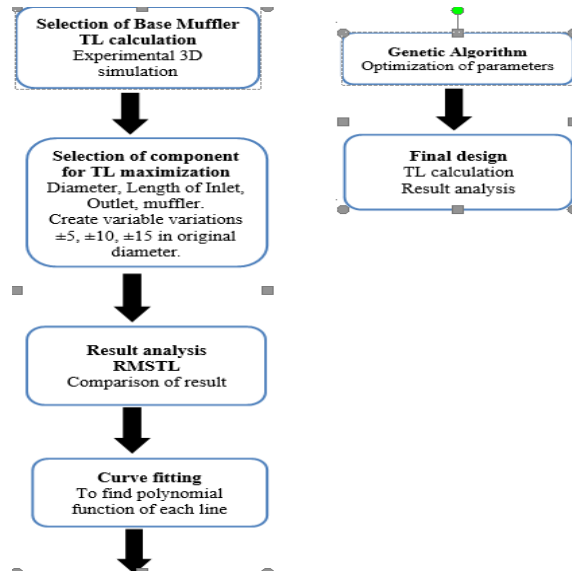 Selection of Base Muffler
TL calculation
Experimental 3D
simulation
Selection of component
for TL maximization
Diameter, Length of Inlet,
Outlet, muffler.
Create variable variations
±5, ±10, ±15 in original
diameter.
Result analysis
RMSTL
Comparison of result
Curve fitting
To find polynomial
function of each line
Genetic Algorithm
Optimization of parameters
Final design
TL calculation
Result analysis